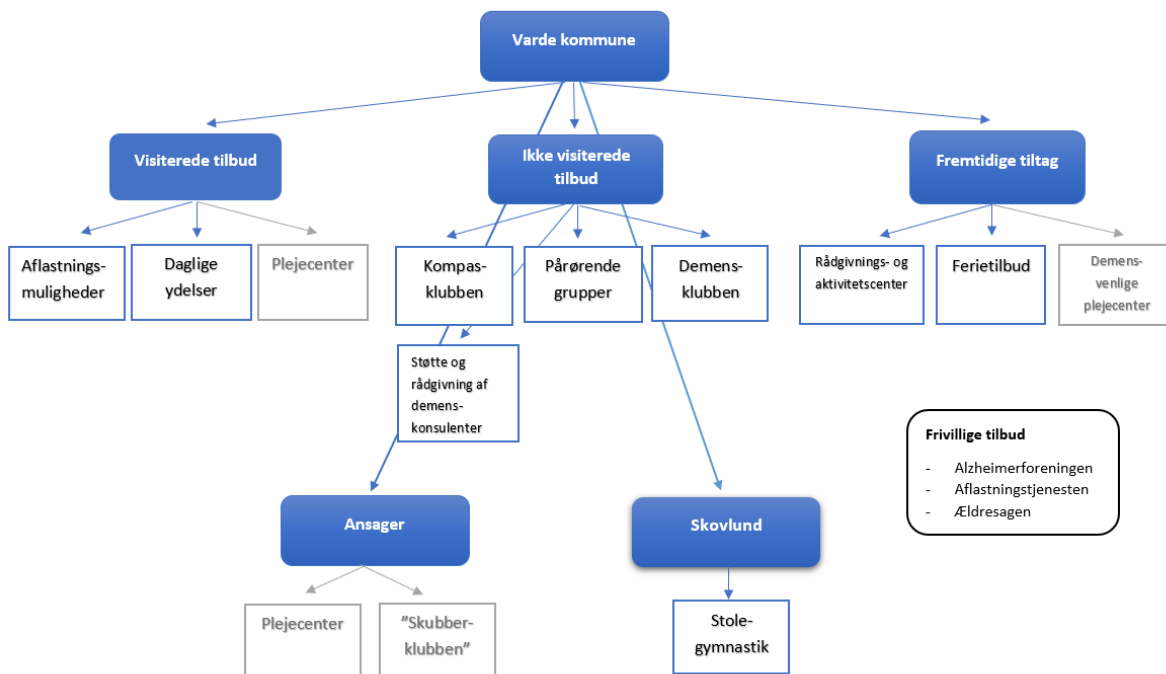 Varde kommune
Visiterede tilbud
Ikke visiterede
tilbud
Fremtidige tiltag
Aflastnings-
muligheder
Daglige
ydelser
Plejecenter
Kompas-
klubben
Pårørende
grupper
Demens-
klubben
Rådgivnings- og
aktivitetscenter
Ferietilbud
Demens-
venlige
plejecenter
Støtte og
rådgivning af
demens-
konsulenter
Frivillige tilbud
- Alzheimerforeningen
- Aflastningstjenesten
- Ældresagen
Ansager
Skovlund
Plejecenter
”Skubber-
klubben”
Stole-
gymnastik